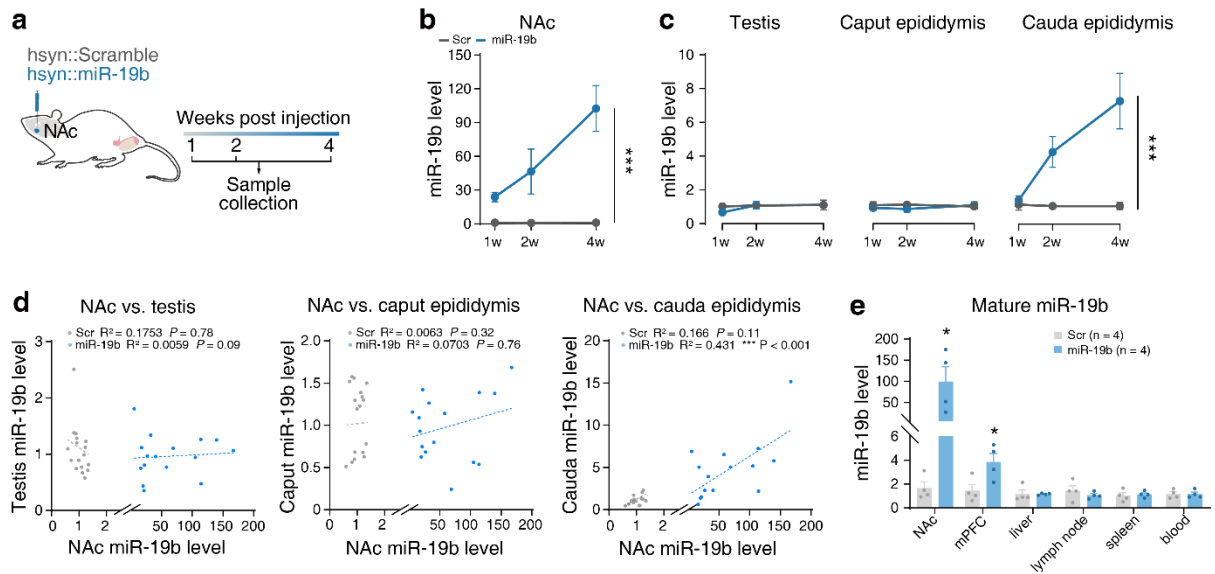 a
hsyn::Scramble
hsyn::miR-19b
NAc
Weeks post injection
1 2 4
Sample
collection
b
NAc
Scr miR-19b
miR-19b level
150
120
90
60
30
0
1w 2w 4w
***
c
Testis Caput epididymis Cauda epididymis
miR-19b level
10
8
6
4
2
0
1w 2w 4w 1w 2w 4w 1w 2w 4w
***
d
NAc vs. testis
Scr R² = 0.1753 P = 0.78
miR-19b R² = 0.0059 P = 0.09
Testis miR-19b level
3
2
1
0
0 1 2 50 100 150 200
NAc miR-19b level
NAc vs. caput epididymis
Scr R² = 0.0063 P = 0.32
miR-19b R² = 0.0703 P = 0.76
Caput miR-19b level
2.0
1.5
1.0
0.5
0.0
0 1 2 50 100 150 200
NAc miR-19b level
NAc vs. cauda epididymis
Scr R² = 0.166 P = 0.11
miR-19b R² = 0.431 *** P < 0.001
Cauda miR-19b level
20
15
10
5
0
0 1 2 50 100 150 200
NAc miR-19b level
e
Mature miR-19b
Scr (n = 4)
miR-19b (n = 4)
miR-19b level
200
150
100
50
6
4
2
0
* *
NAc mPFC liver lymph node spleen blood